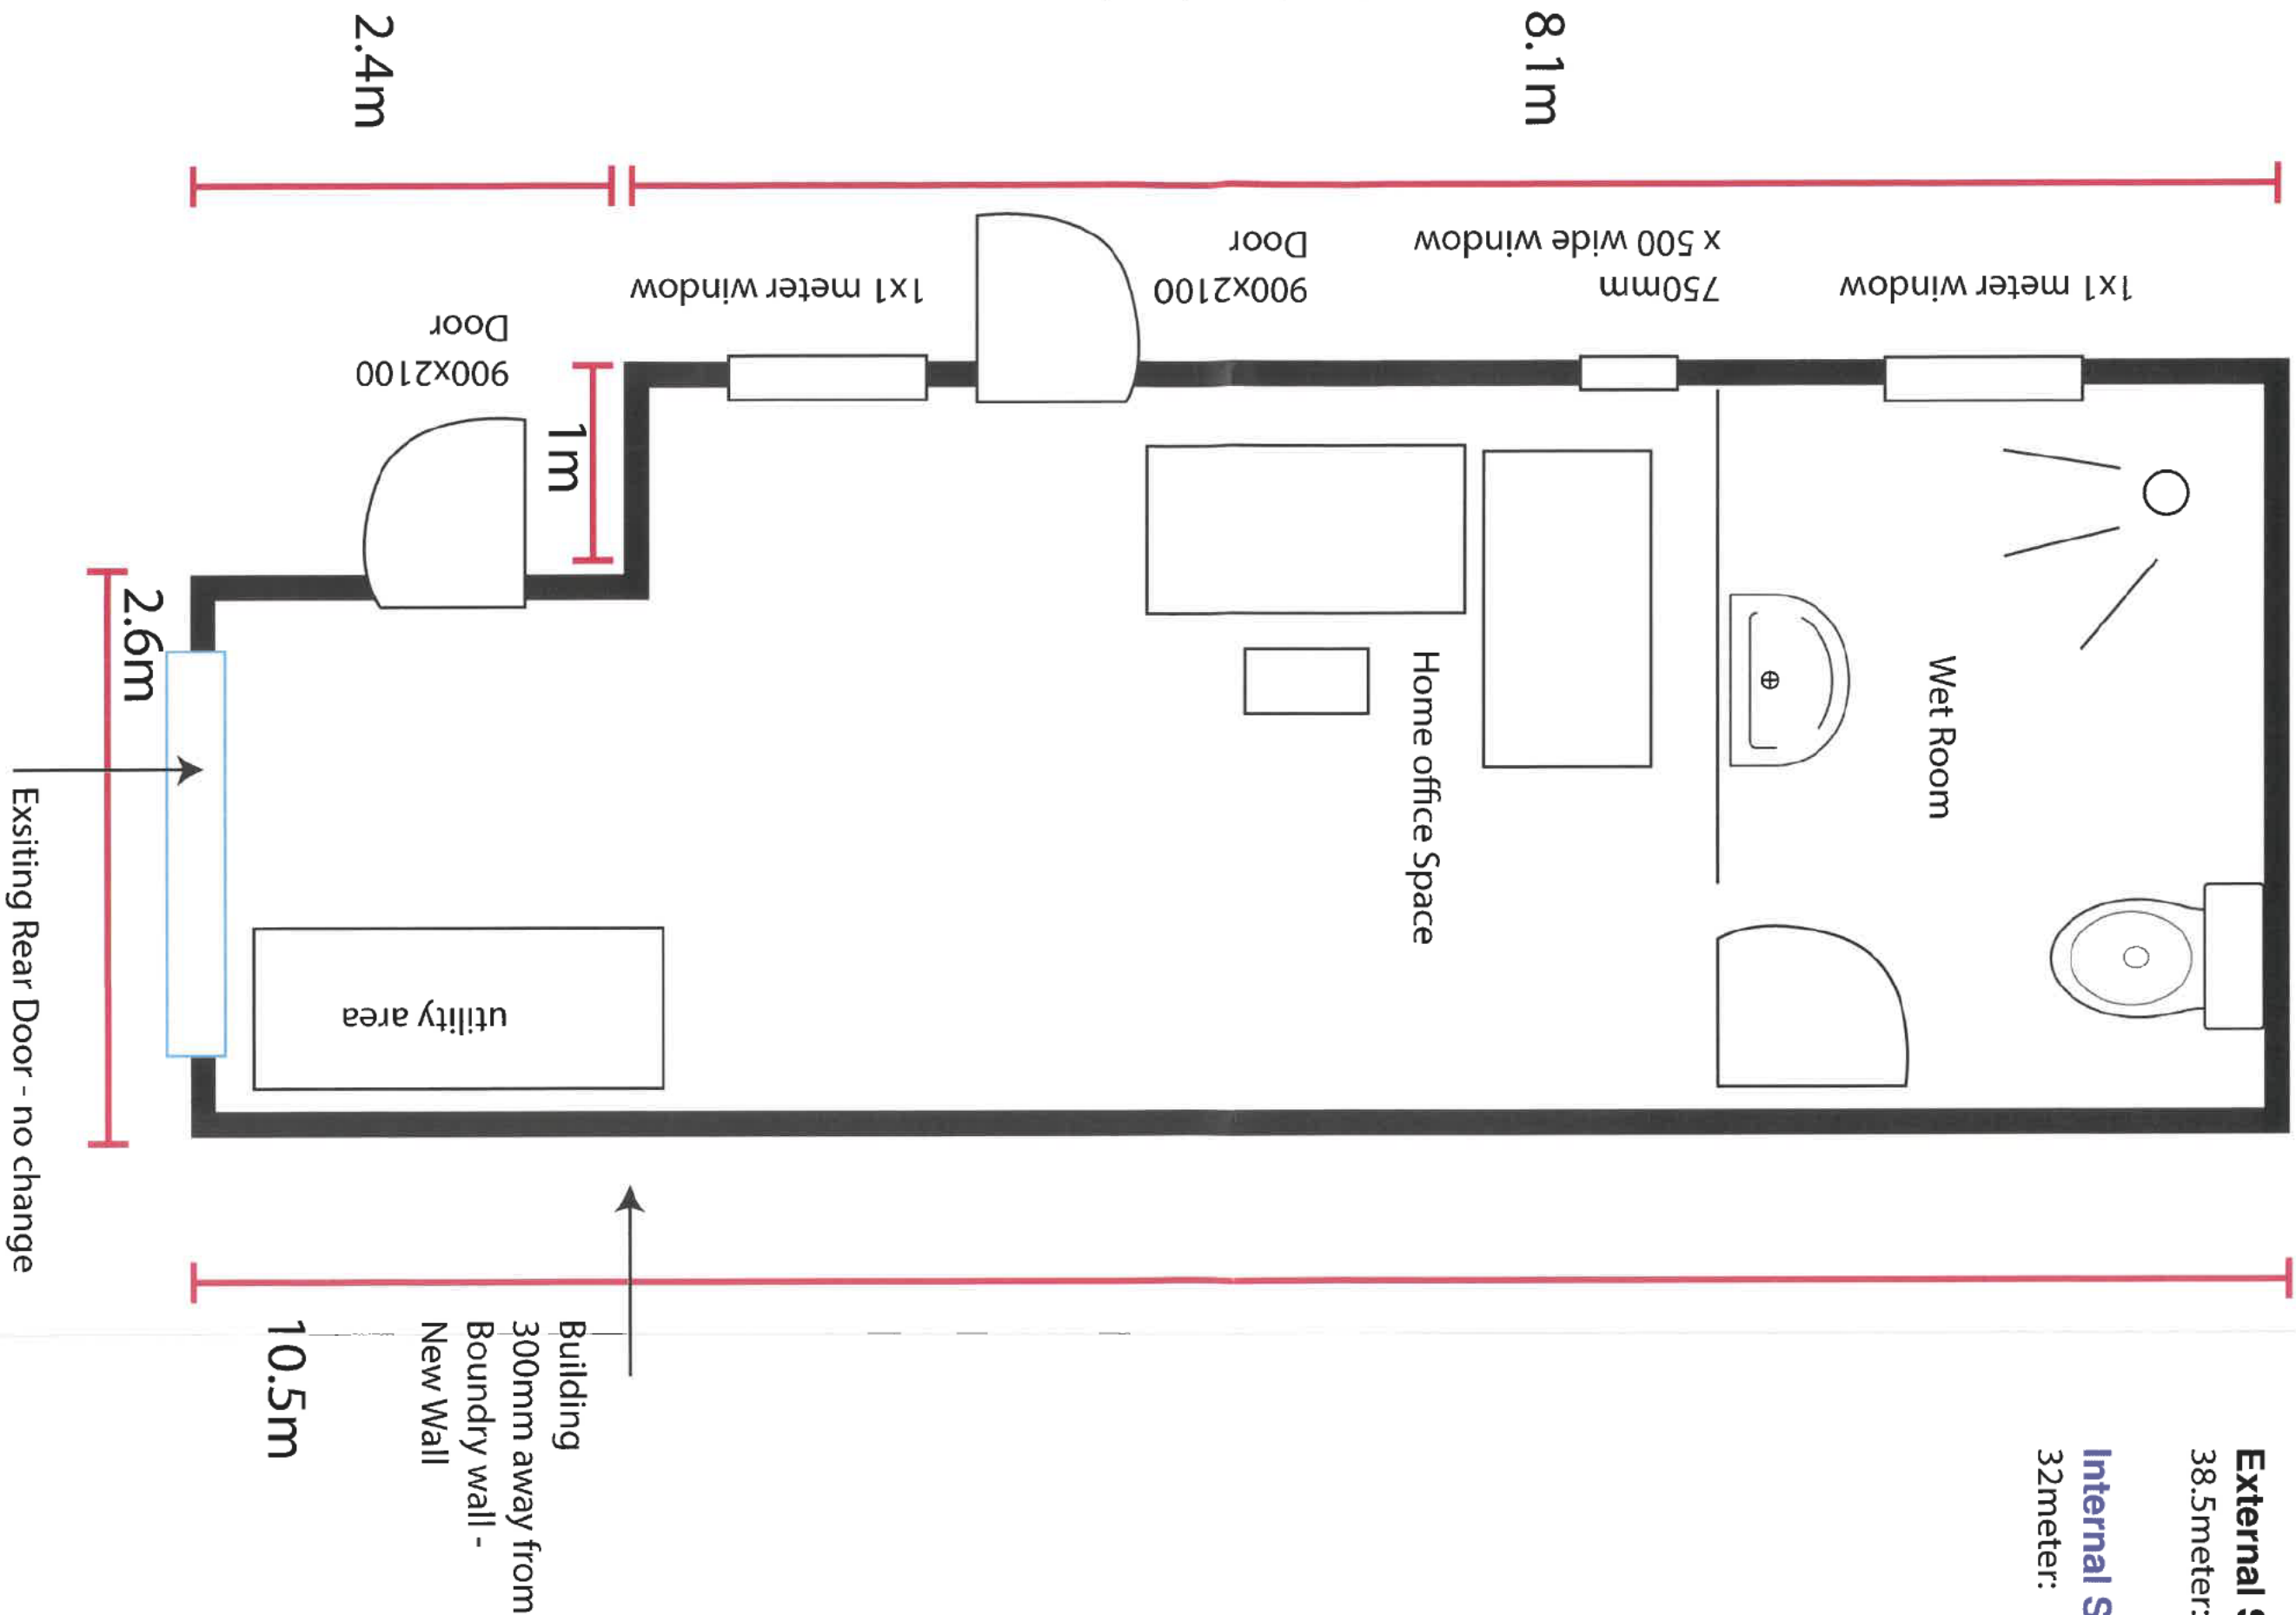 8.1m
2.4m
1x1 meter window
750mm
x 500 wide window
900x2100
Door
1x1 meter window
900x2100
Door
1m
2.6m
Wet Room
Home office Space
utility area
Exsiting Rear Door - no change
Building
300mm away from
Boundry wall -
New Wall
10.5m
External
38.5meter:
Internal
32meter: